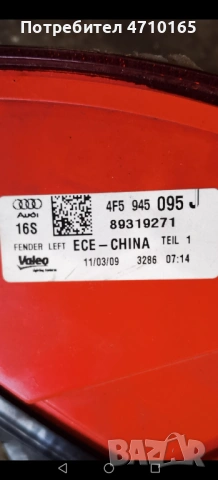 Потребител 4710165
Audi
16S
4F5 945 095 J
89319271
FENDER LEFT ECE-CHINA TEIL 1
Valeo
11/03/09 3286 07:14
bazar